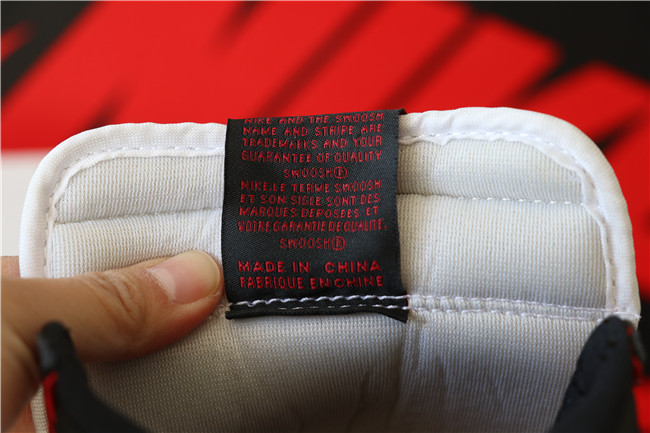 NIKE AND THE SWOOSH
NAME AND STRIPE ARE
TRADEMARKS AND YOUR
GUARANTEE OF QUALITY
SWOOSH
NIKE, LE TERME SWOOSH
ET SON SIGLE SONT DES
MARQUES DEPOSEES ET
VOTRE GARANTIE DE QUALITE
SWOOSH
MADE IN CHINA
FABRIQUE EN CHINE